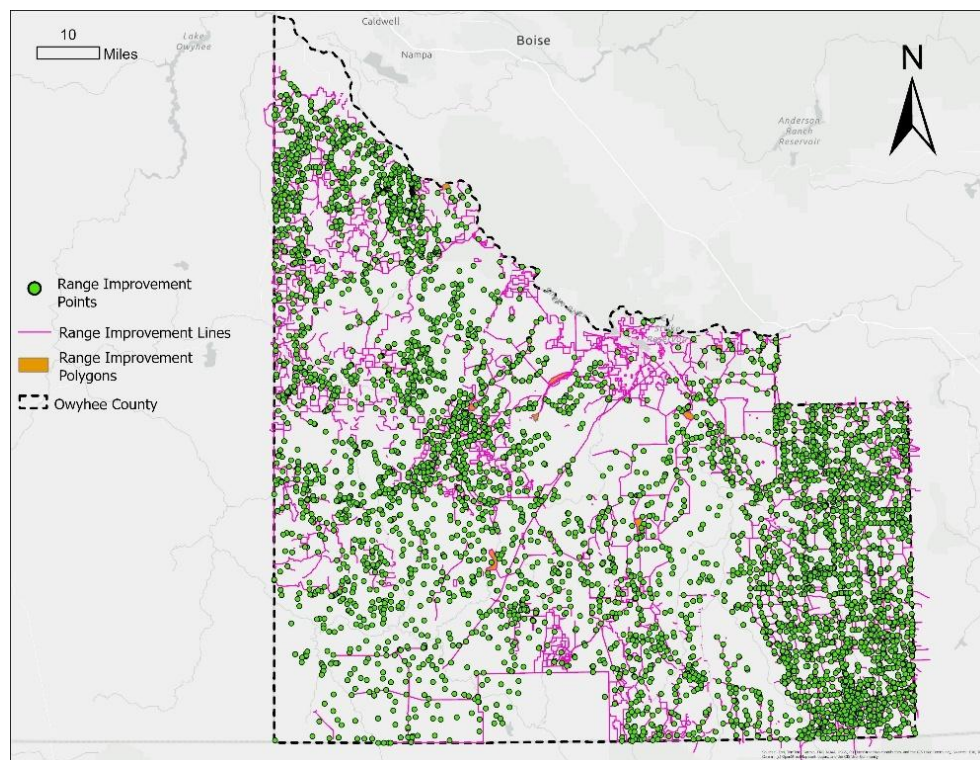 10
Miles
Lake
Owyhee
Caldwell
Nampa
Boise
N
Anderson
Ranch
Reservoir
Range Improvement
Points
Range Improvement Lines
Range Improvement
Polygons
Owyhee County